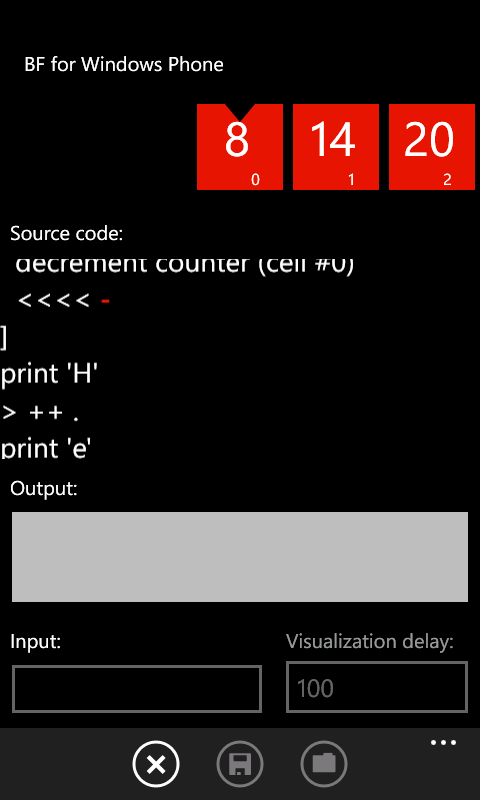 BF for Windows Phone
8 14 20
0 1 2
Source code:
decrement counter (cell #0)
<<<< -
]
print 'H'
> ++ .
print 'e'
Output:
Input: Visualization delay:
100